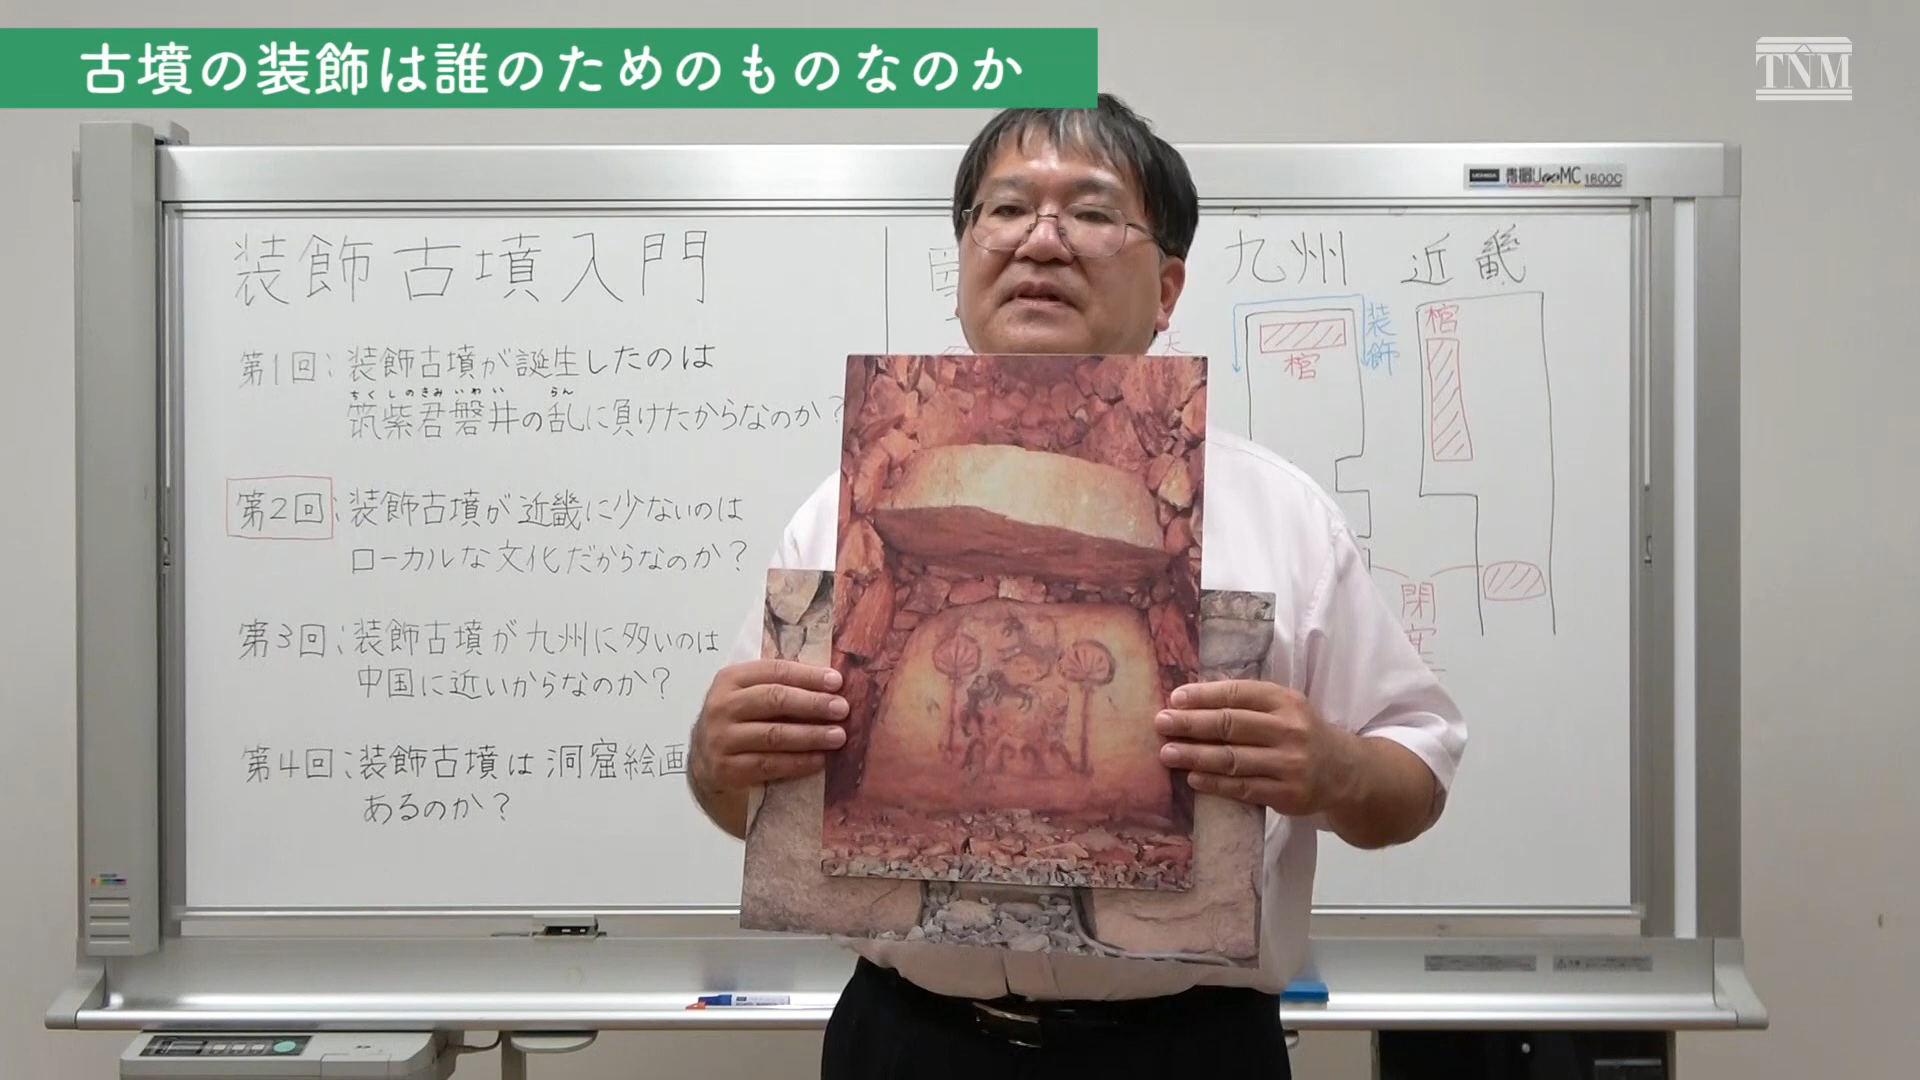 古墳の装飾は誰のためのものなのか
TNM
装飾古墳入門
第1回:装飾古墳が誕生したのは
ちくしのきみいわい らん
筑紫君磐井の乱に負けたからなのか?
第2回:装飾古墳が近畿に少ないのは
ローカルな文化だからなのか?
第3回:装飾古墳が九州に多いのは
中国に近いからなのか?
第4回:装飾古墳は洞窟絵画
あるのか?
九州
近畿
装飾
棺
棺
天
閉塞
UCHIDA
1800C